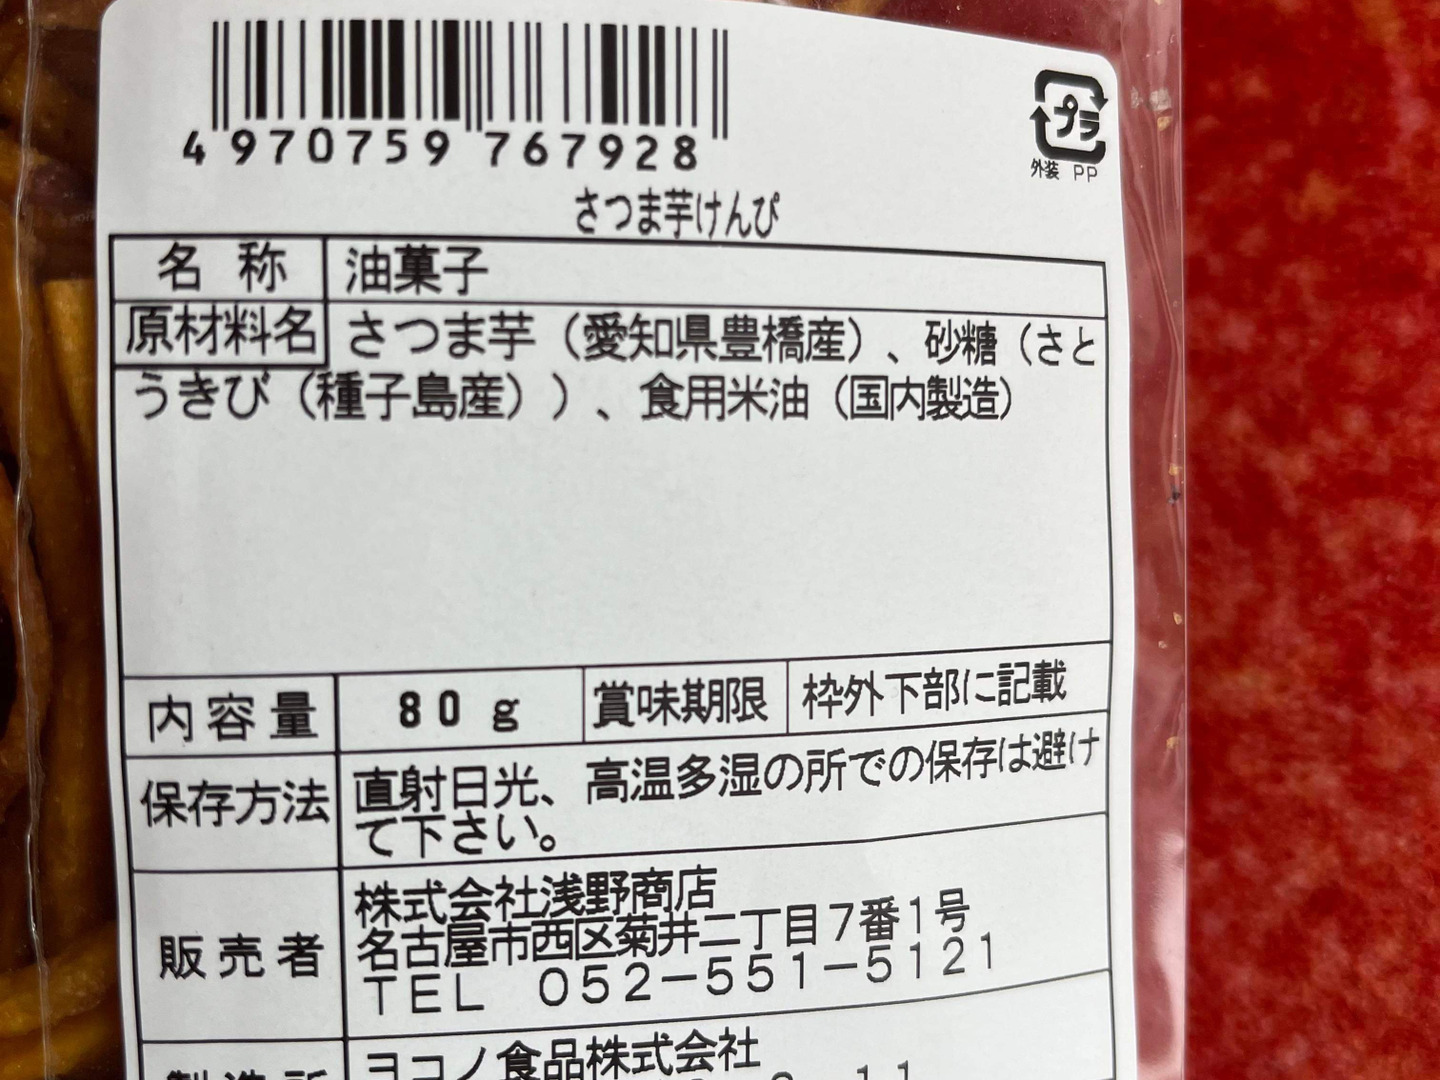 4970759 767928
プラ
外装 PP
さつま芋けんぴ
名称 油菓子
原材料名 さつま芋（愛知県豊橋産）、砂糖（さと
うきび（種子島産））、食用米油（国内製造）
内容量 80g 賞味期限 枠外下部に記載
保存方法 直射日光、高温多湿の所での保存は避け
て下さい。
販売者 株式会社浅野商店
名古屋市西区菊井二丁目7番1号
TEL 052-551-5121
製造所 ヨコノ食品株式会社